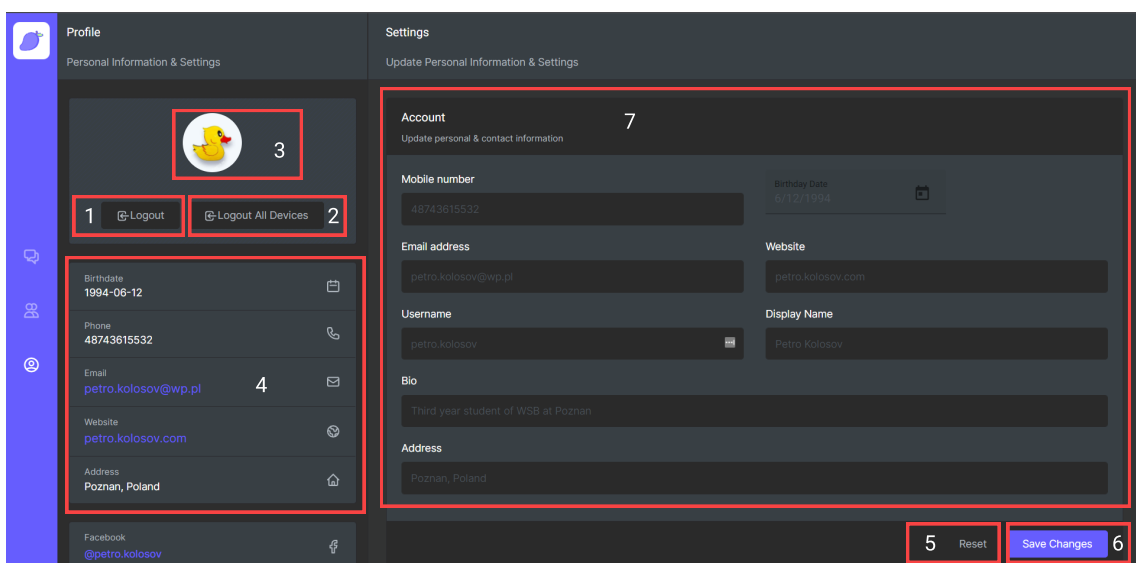 Profile
Personal Information & Settings
3
1 Logout
Logout All Devices 2
Birthdate
1994-06-12
Phone
48743615532
Email
petro.kolosov@wp.pl
4
Website
petro.kolosov.com
Address
Poznan, Poland
Facebook
@petro.kolosov
Settings
Update Personal Information & Settings
Account
7
Update personal & contact information
Mobile number
48743615532
Birthday Date
6/12/1994
Email address
petro.kolosov@wp.pl
Website
petro.kolosov.com
Username
petro.kolosov
Display Name
Petro Kolosov
Bio
Third year student of WSB at Poznan
Address
Poznan, Poland
5 Reset
Save Changes 6